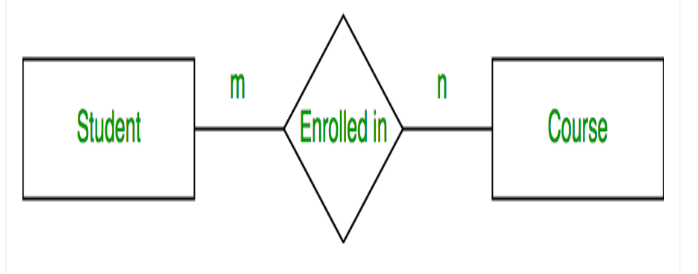 m
n
Student
Enrolled in
Course